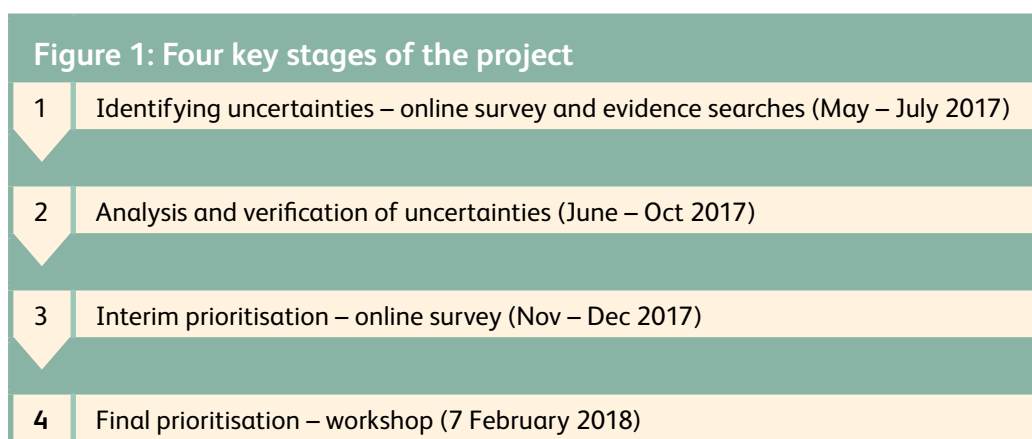 Figure 1: Four key stages of the project
1 Identifying uncertainties – online survey and evidence searches (May – July 2017)
2 Analysis and verification of uncertainties (June – Oct 2017)
3 Interim prioritisation – online survey (Nov – Dec 2017)
4 Final prioritisation – workshop (7 February 2018)